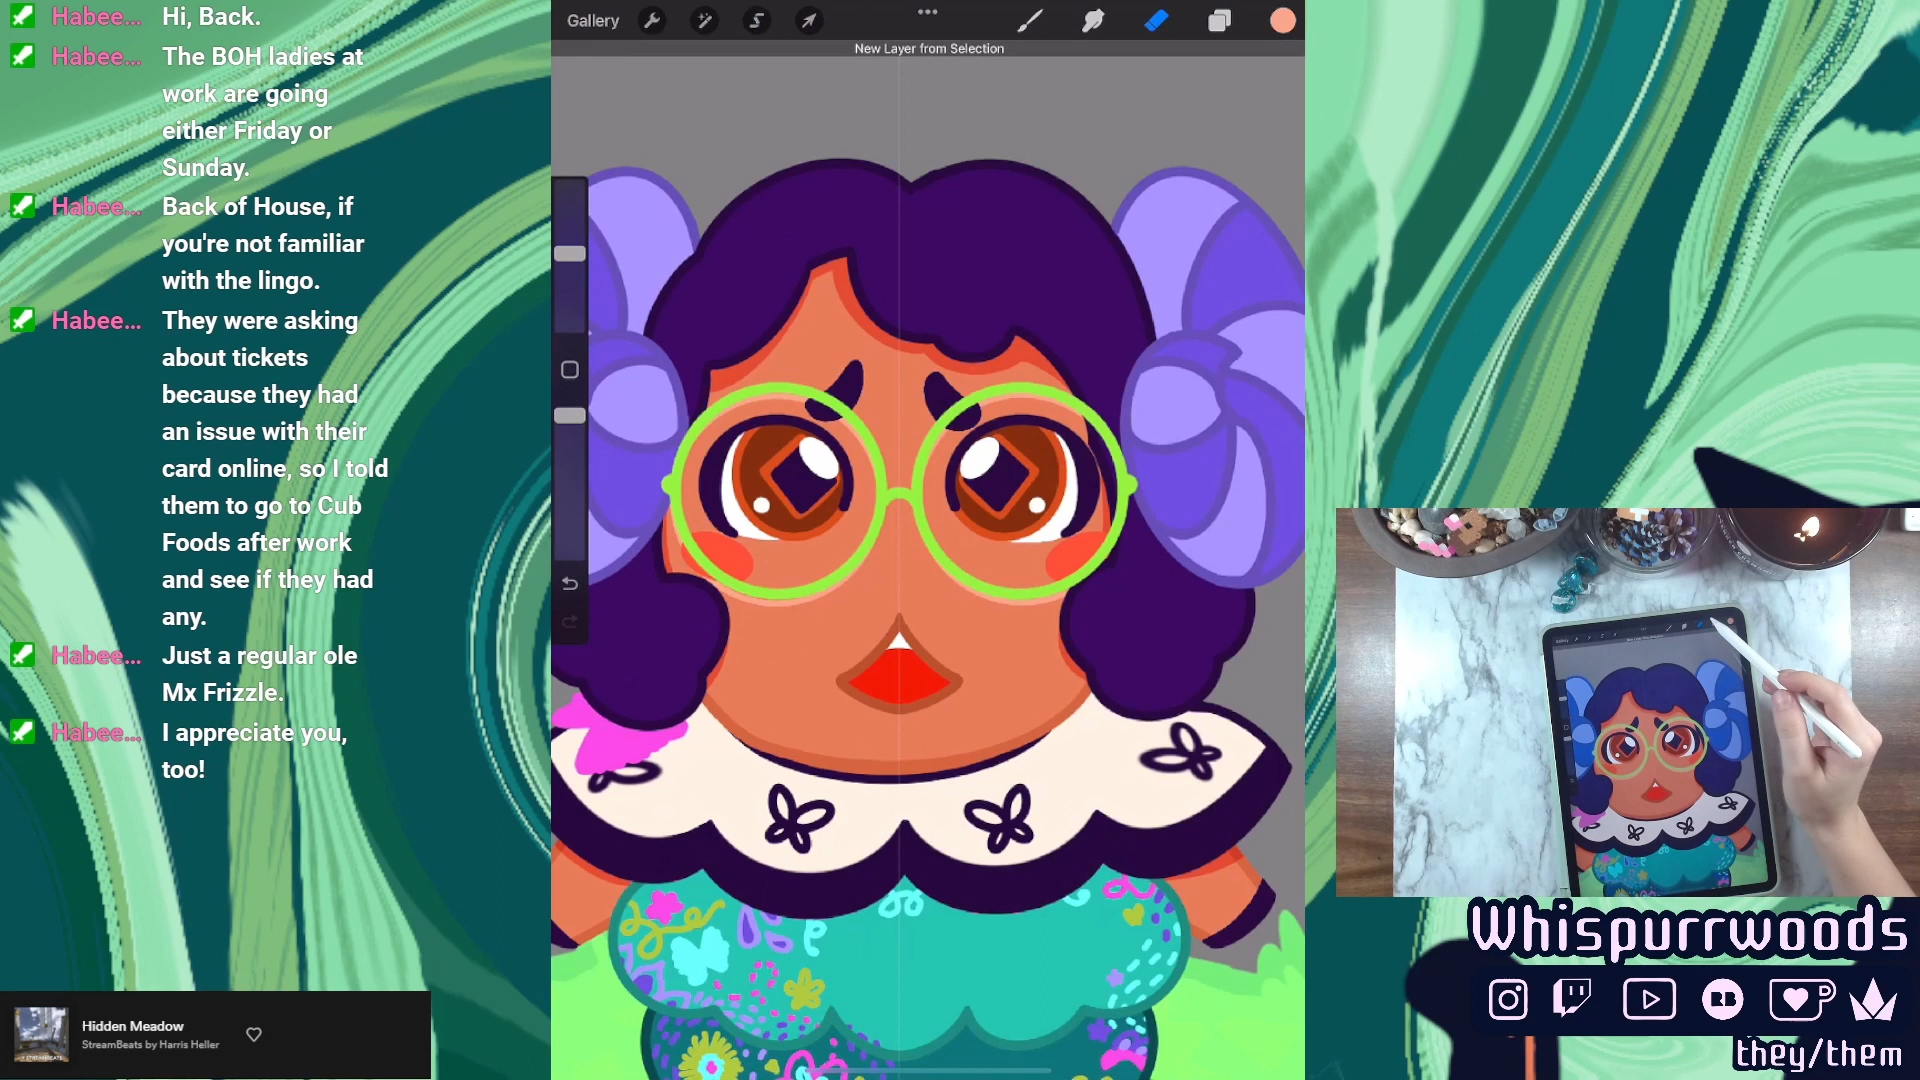 Habee... Hi, Back.
Habee... The BOH ladies at
work are going
either Friday or
Sunday.
Habee... Back of House, if
you're not familiar
with the lingo.
Habee... They were asking
about tickets
because they had
an issue with their
card online, so I told
them to go to Cub
Foods after work
and see if they had
any.
Habee... Just a regular ole
Mx Frizzle.
Habee... I appreciate you,
too!
Hidden Meadow
StreamBeats by Harris Heller
Gallery
New Layer from Selection
Whispurrwoods
they/them